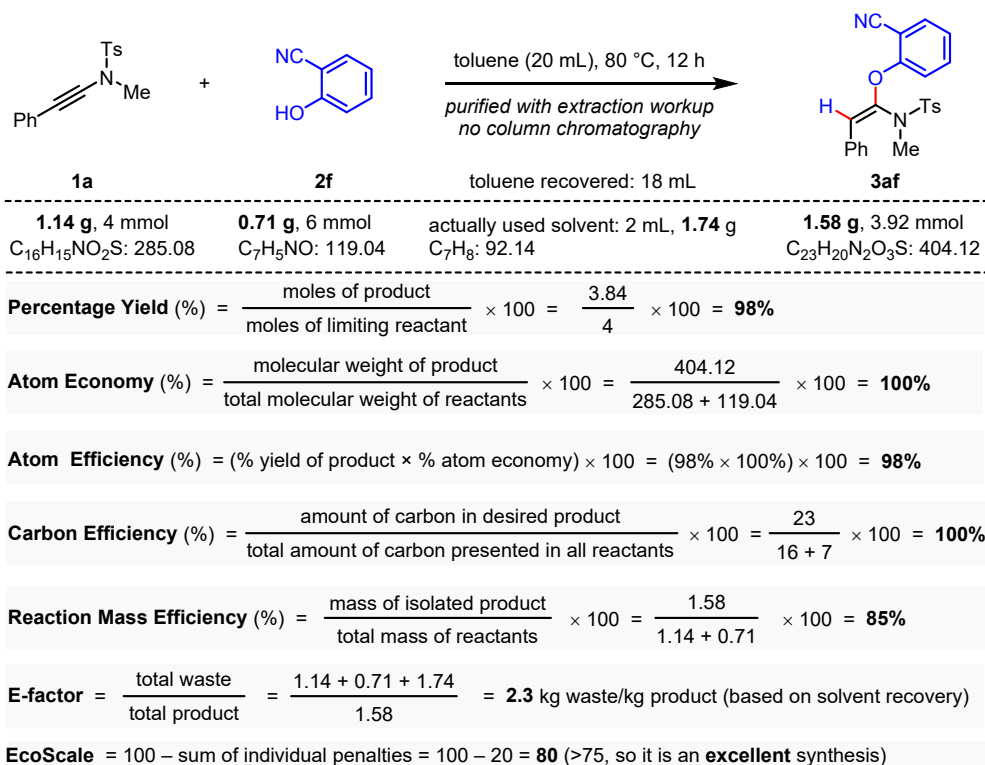 Ts
N
Me
Ph
+
NC
HO
toluene (20 mL), 80 °C, 12 h
purified with extraction workup
no column chromatography
NC
O
H
N
Ts
Ph
Me
1a 2f toluene recovered: 18 mL 3af
1.14 g, 4 mmol 0.71 g, 6 mmol actually used solvent: 2 mL, 1.74 g 1.58 g, 3.92 mmol
C₁₆H₁₅NO₂S: 285.08 C₇H₅NO: 119.04 C₇H₈: 92.14 C₂₃H₂₀N₂O₃S: 404.12
moles of product 3.84
Percentage Yield (%) = × 100 = × 100 = 98%
moles of limiting reactant 4
molecular weight of product 404.12
Atom Economy (%) = × 100 = × 100 = 100%
total molecular weight of reactants 285.08 + 119.04
Atom Efficiency (%) = (% yield of product × % atom economy) × 100 = (98% × 100%) × 100 = 98%
amount of carbon in desired product 23
Carbon Efficiency (%) = × 100 = × 100 = 100%
total amount of carbon presented in all reactants 16 + 7
mass of isolated product 1.58
Reaction Mass Efficiency (%) = × 100 = × 100 = 85%
total mass of reactants 1.14 + 0.71
total waste 1.14 + 0.71 + 1.74
E-factor = = = 2.3 kg waste/kg product (based on solvent recovery)
total product 1.58
EcoScale = 100 – sum of individual penalties = 100 – 20 = 80 (>75, so it is an excellent synthesis)